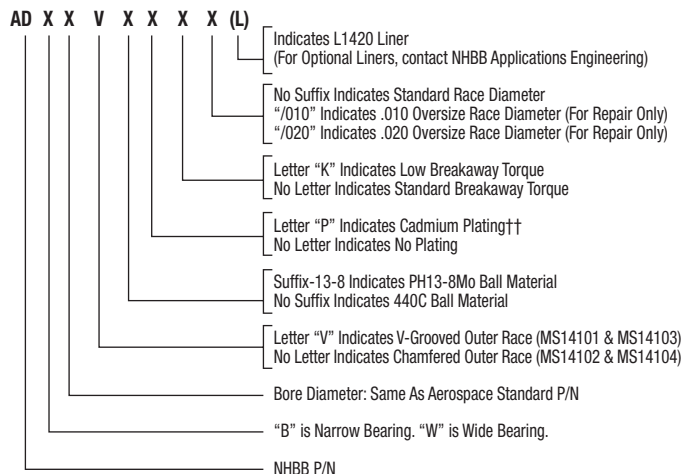 AD X X V X X X X (L)
Indicates L1420 Liner
(For Optional Liners, contact NHBB Applications Engineering)
No Suffix Indicates Standard Race Diameter
“/010” Indicates .010 Oversize Race Diameter (For Repair Only)
“/020” Indicates .020 Oversize Race Diameter (For Repair Only)
Letter “K” Indicates Low Breakaway Torque
No Letter Indicates Standard Breakaway Torque
Letter “P” Indicates Cadmium Plating††
No Letter Indicates No Plating
Suffix-13-8 Indicates PH13-8Mo Ball Material
No Suffix Indicates 440C Ball Material
Letter “V” Indicates V-Grooved Outer Race (MS14101 & MS14103)
No Letter Indicates Chamfered Outer Race (MS14102 & MS14104)
Bore Diameter: Same As Aerospace Standard P/N
“B” is Narrow Bearing. “W” is Wide Bearing.
NHBB P/N